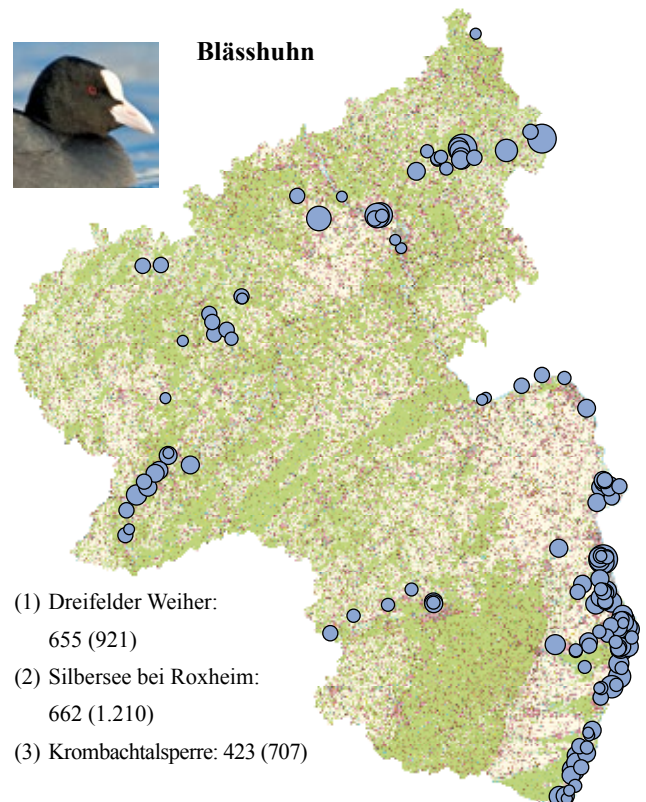 Blässhuhn
(1) Dreifelder Weiher:
655 (921)
(2) Silbersee bei Roxheim:
662 (1.210)
(3) Krombachtalsperre: 423 (707)